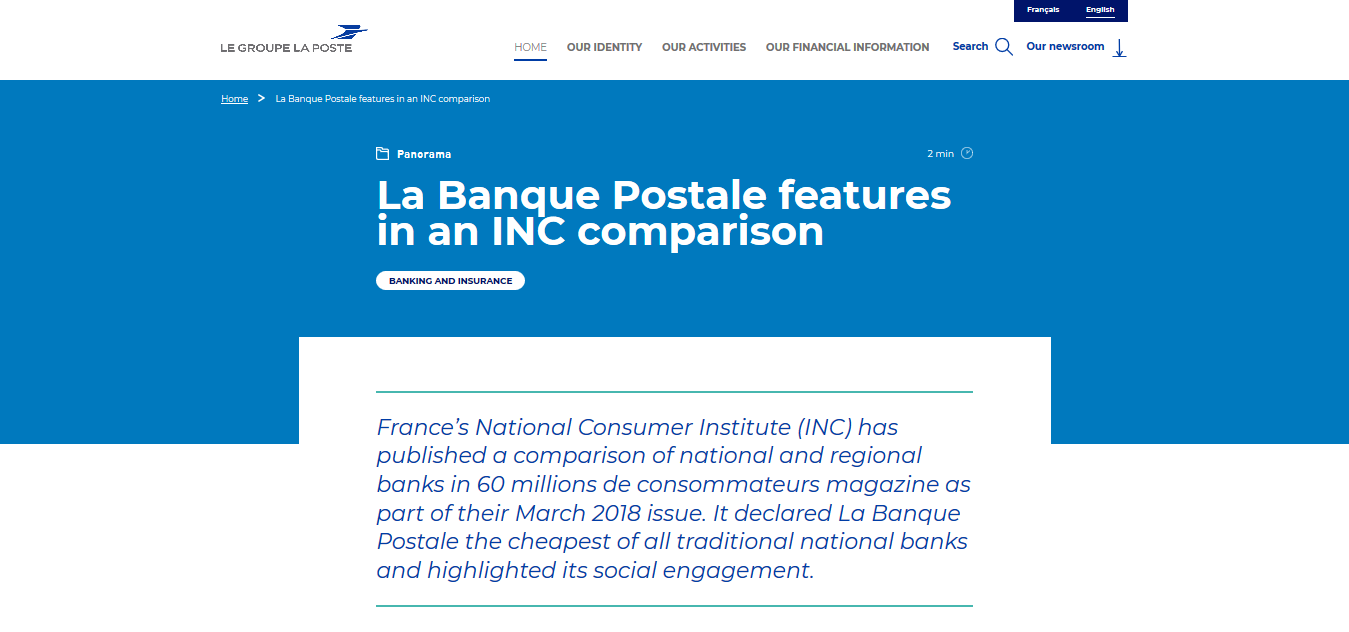 Français English
LE GROUPE LA POSTE
HOME OUR IDENTITY OUR ACTIVITIES OUR FINANCIAL INFORMATION Search Our newsroom
Home > La Banque Postale features in an INC comparison
Panorama 2 min
La Banque Postale features
in an INC comparison
BANKING AND INSURANCE
France’s National Consumer Institute (INC) has
published a comparison of national and regional
banks in 60 millions de consommateurs magazine as
part of their March 2018 issue. It declared La Banque
Postale the cheapest of all traditional national banks
and highlighted its social engagement.